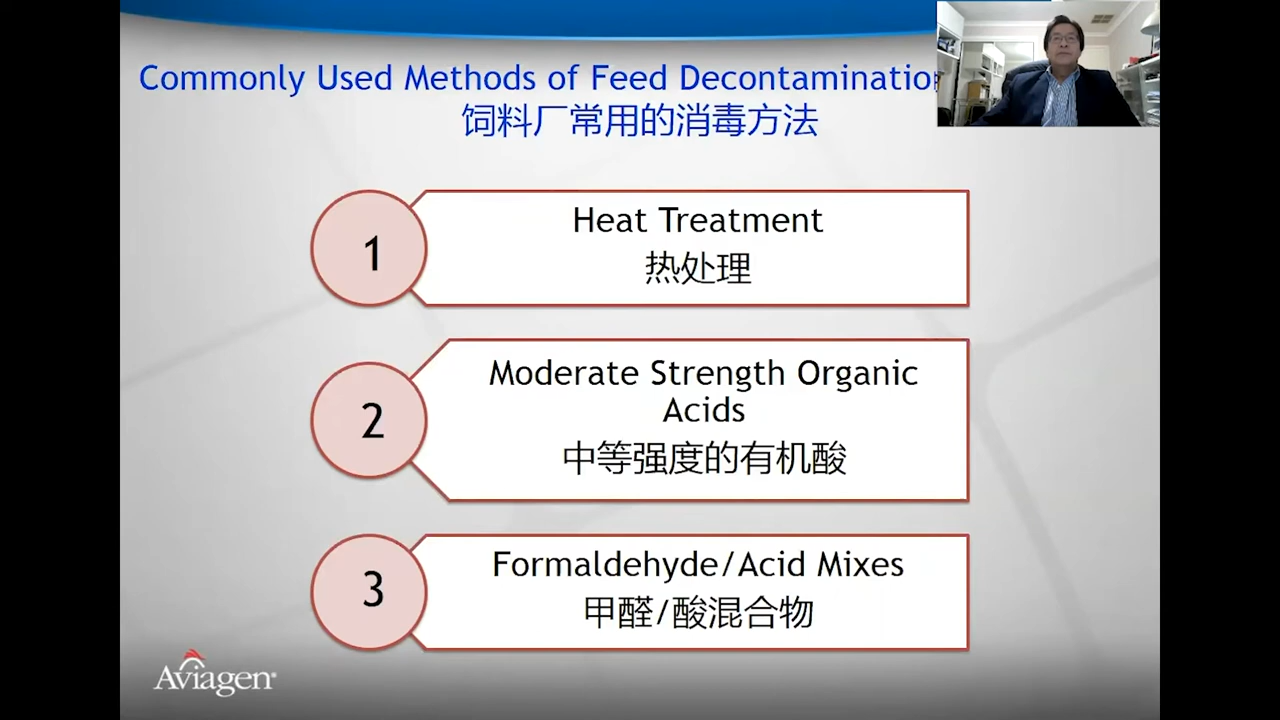 Commonly Used Methods of Feed Decontamination
饲料厂常用的消毒方法
1
Heat Treatment
热处理
2
Moderate Strength Organic
Acids
中等强度的有机酸
3
Formaldehyde/Acid Mixes
甲醛/酸混合物
Aviagen